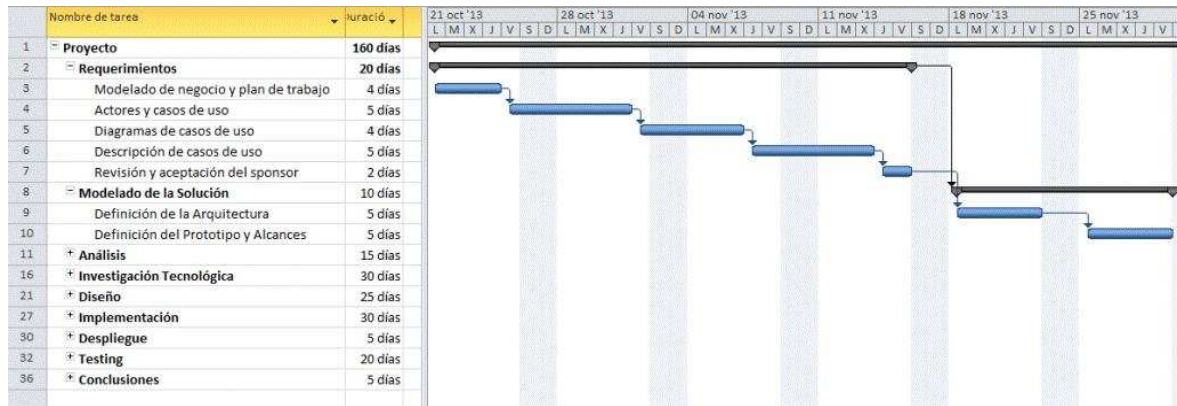 Nombre de tarea uració 21 oct '13 28 oct '13 04 nov '13 11 nov '13 18 nov '13 25 nov '13
L M X J V S D L M X J V S D L M X J V S D L M X J V S D L M X J V S D L M X J V
1 Proyecto 160 días
2 Requerimientos 20 días
3 Modelado de negocio y plan de trabajo 4 días
4 Actores y casos de uso 5 días
5 Diagramas de casos de uso 4 días
6 Descripción de casos de uso 5 días
7 Revisión y aceptación del sponsor 2 días
8 Modelado de la Solución 10 días
9 Definición de la Arquitectura 5 días
10 Definición del Prototipo y Alcances 5 días
11 Análisis 15 días
16 Investigación Tecnológica 30 días
21 Diseño 25 días
27 Implementación 30 días
30 Despliegue 5 días
32 Testing 20 días
36 Conclusiones 5 días